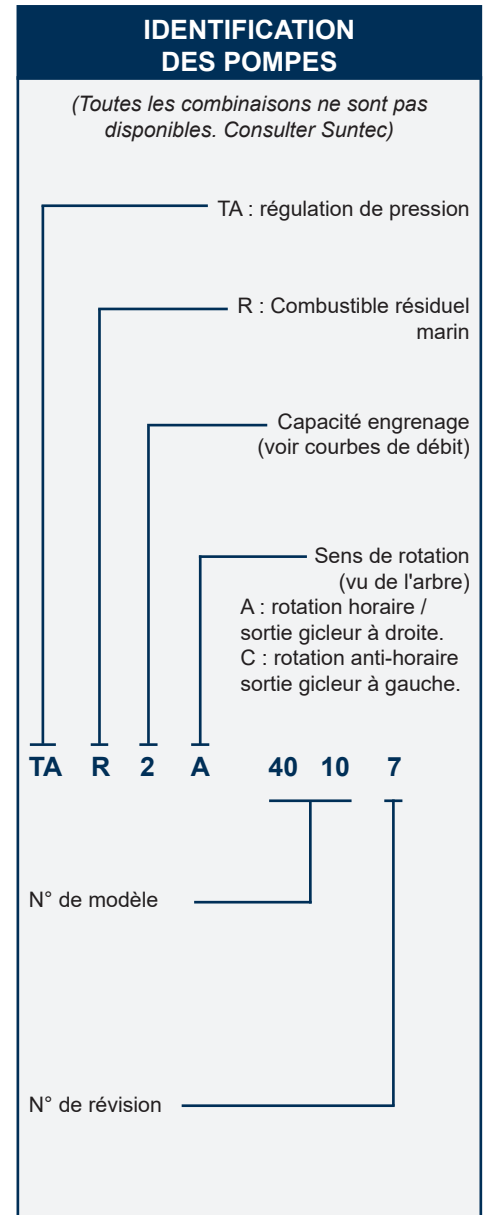 IDENTIFICATION
DES POMPES
(Toutes les combinaisons ne sont pas
disponibles. Consulter Suntec)
TA : régulation de pression
R : Combustible résiduel
marin
Capacité engrenage
(voir courbes de débit)
Sens de rotation
(vu de l'arbre)
A : rotation horaire /
sortie gicleur à droite.
C : rotation anti-horaire
sortie gicleur à gauche.
TA R 2 A 40 10 7
N° de modèle
N° de révision